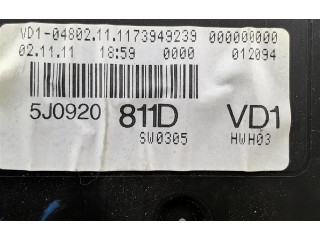 VD1-04802.11.1173949239 000000000
02.11.11 18:59 0000 012094
5J0920 811D VD1
SW0305 HWH03